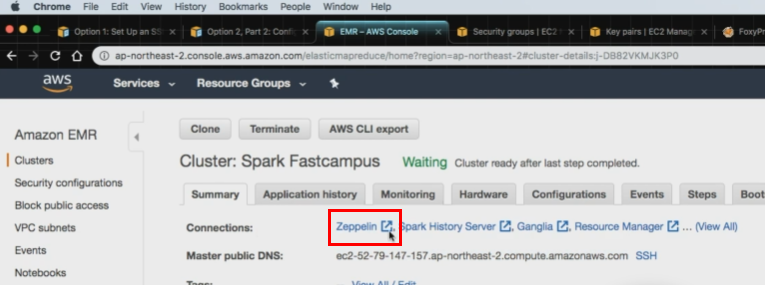 Chrome File Edit View History Bookmarks People Window Help
Option 1: Set Up an SS Option 2, Part 2: Confi EMR – AWS Console Security groups | EC2 Key pairs | EC2 Manag FoxyPr
ap-northeast-2.console.aws.amazon.com/elasticmapreduce/home?region=ap-northeast-2#cluster-details:j-DB82VKMJK3P0
aws Services Resource Groups
Amazon EMR
Clusters
Security configurations
Block public access
VPC subnets
Events
Notebooks
Clone Terminate AWS CLI export
Cluster: Spark Fastcampus Waiting Cluster ready after last step completed.
Summary Application history Monitoring Hardware Configurations Events Steps Boot
Connections: Zeppelin, Spark History Server, Ganglia, Resource Manager ... (View All)
Master public DNS: ec2-52-79-147-157.ap-northeast-2.compute.amazonaws.com SSH
Tags: -- View All / Edit